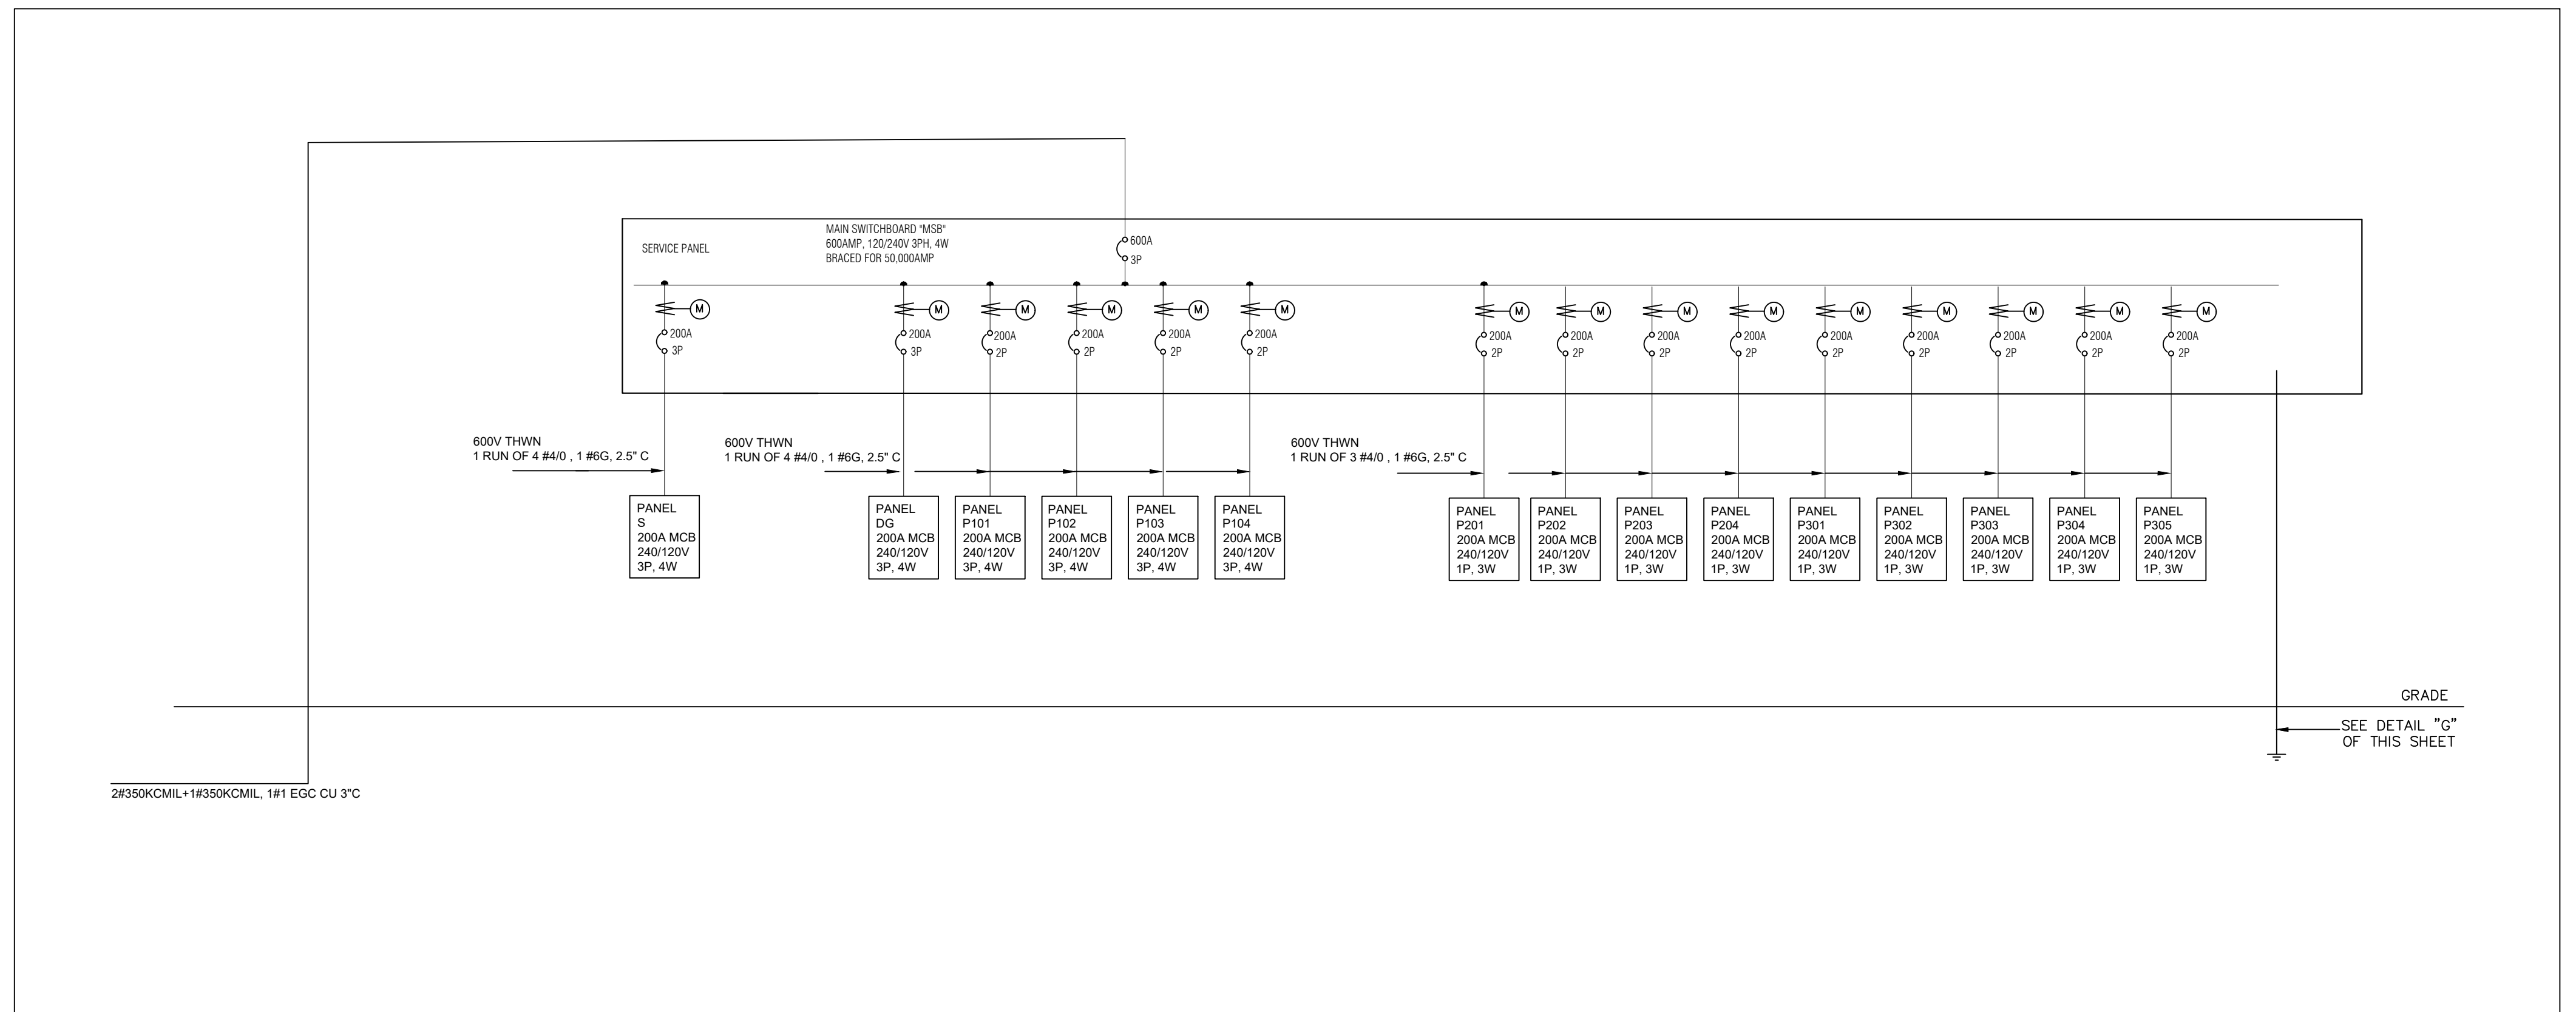 SERVICE PANEL
MAIN SWITCHBOARD "MSB"
600AMP, 120/240V 3PH, 4W
BRACED FOR 50,000AMP
600A
3P
M
200A
3P
M
200A
3P
M
200A
2P
M
200A
2P
M
200A
2P
M
200A
2P
M
200A
2P
M
200A
2P
M
200A
2P
M
200A
2P
M
200A
2P
M
200A
2P
M
200A
2P
M
200A
2P
M
200A
2P
600V THWN
1 RUN OF 4 #4/0 , 1 #6G, 2.5" C
600V THWN
1 RUN OF 4 #4/0 , 1 #6G, 2.5" C
600V THWN
1 RUN OF 3 #4/0 , 1 #6G, 2.5" C
PANEL
S
200A MCB
240/120V
3P, 4W
PANEL
DG
200A MCB
240/120V
3P, 4W
PANEL
P101
200A MCB
240/120V
3P, 4W
PANEL
P102
200A MCB
240/120V
3P, 4W
PANEL
P103
200A MCB
240/120V
3P, 4W
PANEL
P104
200A MCB
240/120V
3P, 4W
PANEL
P201
200A MCB
240/120V
1P, 3W
PANEL
P202
200A MCB
240/120V
1P, 3W
PANEL
P203
200A MCB
240/120V
1P, 3W
PANEL
P204
200A MCB
240/120V
1P, 3W
PANEL
P301
200A MCB
240/120V
1P, 3W
PANEL
P302
200A MCB
240/120V
1P, 3W
PANEL
P303
200A MCB
240/120V
1P, 3W
PANEL
P304
200A MCB
240/120V
1P, 3W
PANEL
P305
200A MCB
240/120V
1P, 3W
GRADE
SEE DETAIL "G"
OF THIS SHEET
2#350KCMIL+1#350KCMIL, 1#1 EGC CU 3"C